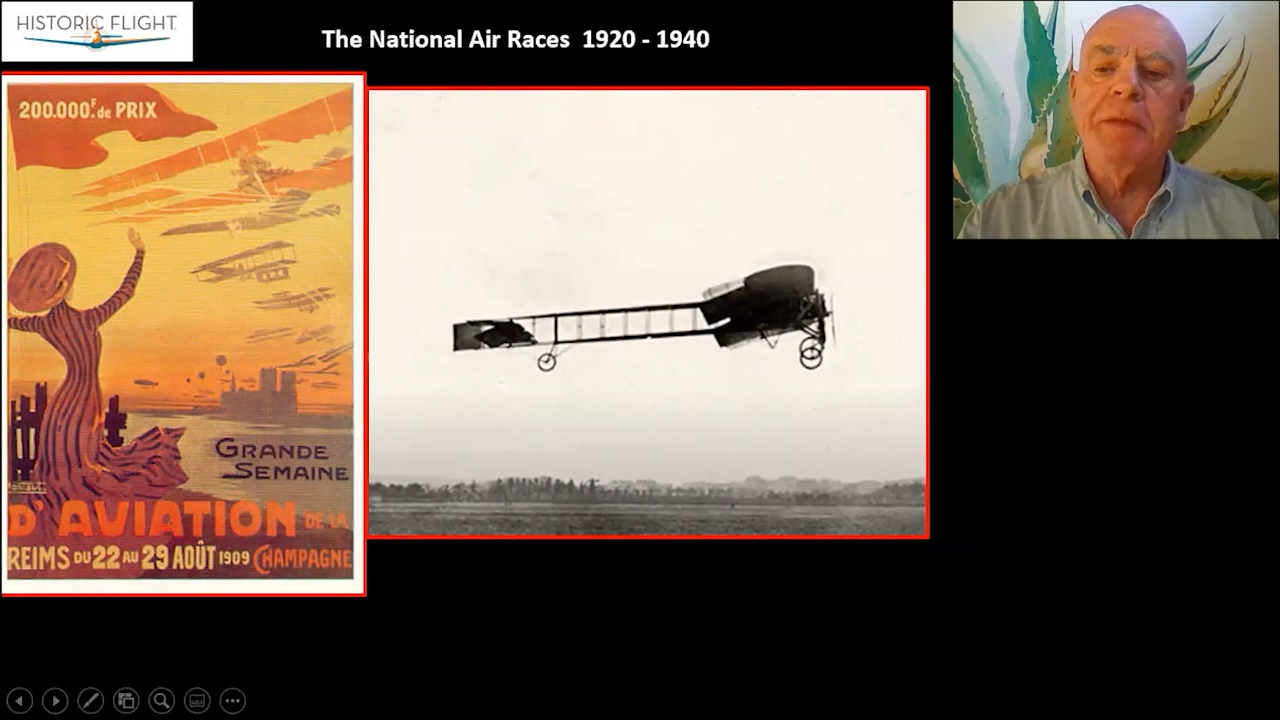 HISTORIC FLIGHT
The National Air Races 1920 - 1940
200.000F. de PRIX
GRANDE
SEMAINE
D'AVIATION DE LA
REIMS DU 22 AU 29 AOÛT 1909 CHAMPAGNE